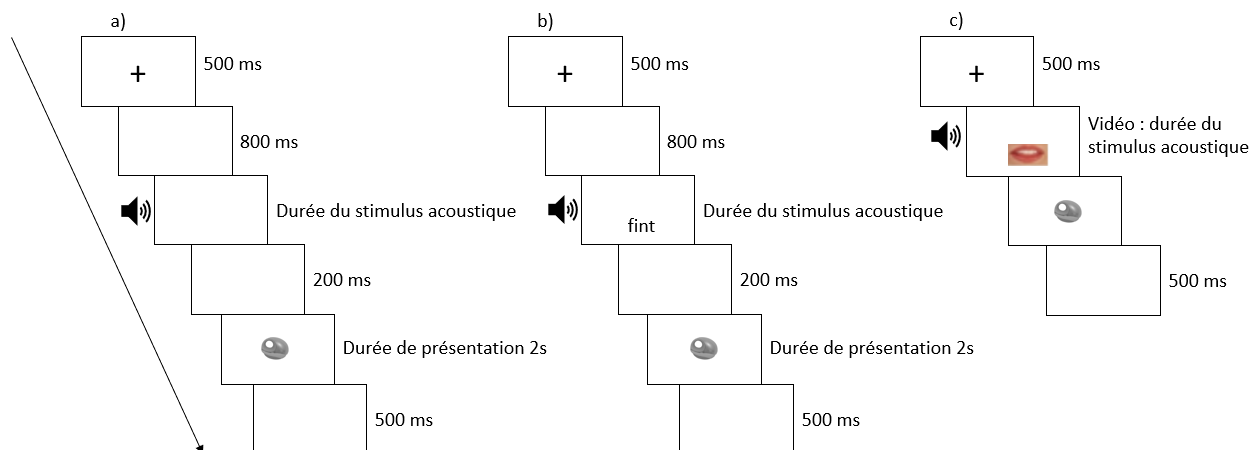 a)
+
500 ms
800 ms
Durée du stimulus acoustique
200 ms
Durée de présentation 2s
500 ms
b)
+
500 ms
800 ms
fint
Durée du stimulus acoustique
200 ms
Durée de présentation 2s
500 ms
c)
+
500 ms
Vidéo : durée du
stimulus acoustique
500 ms